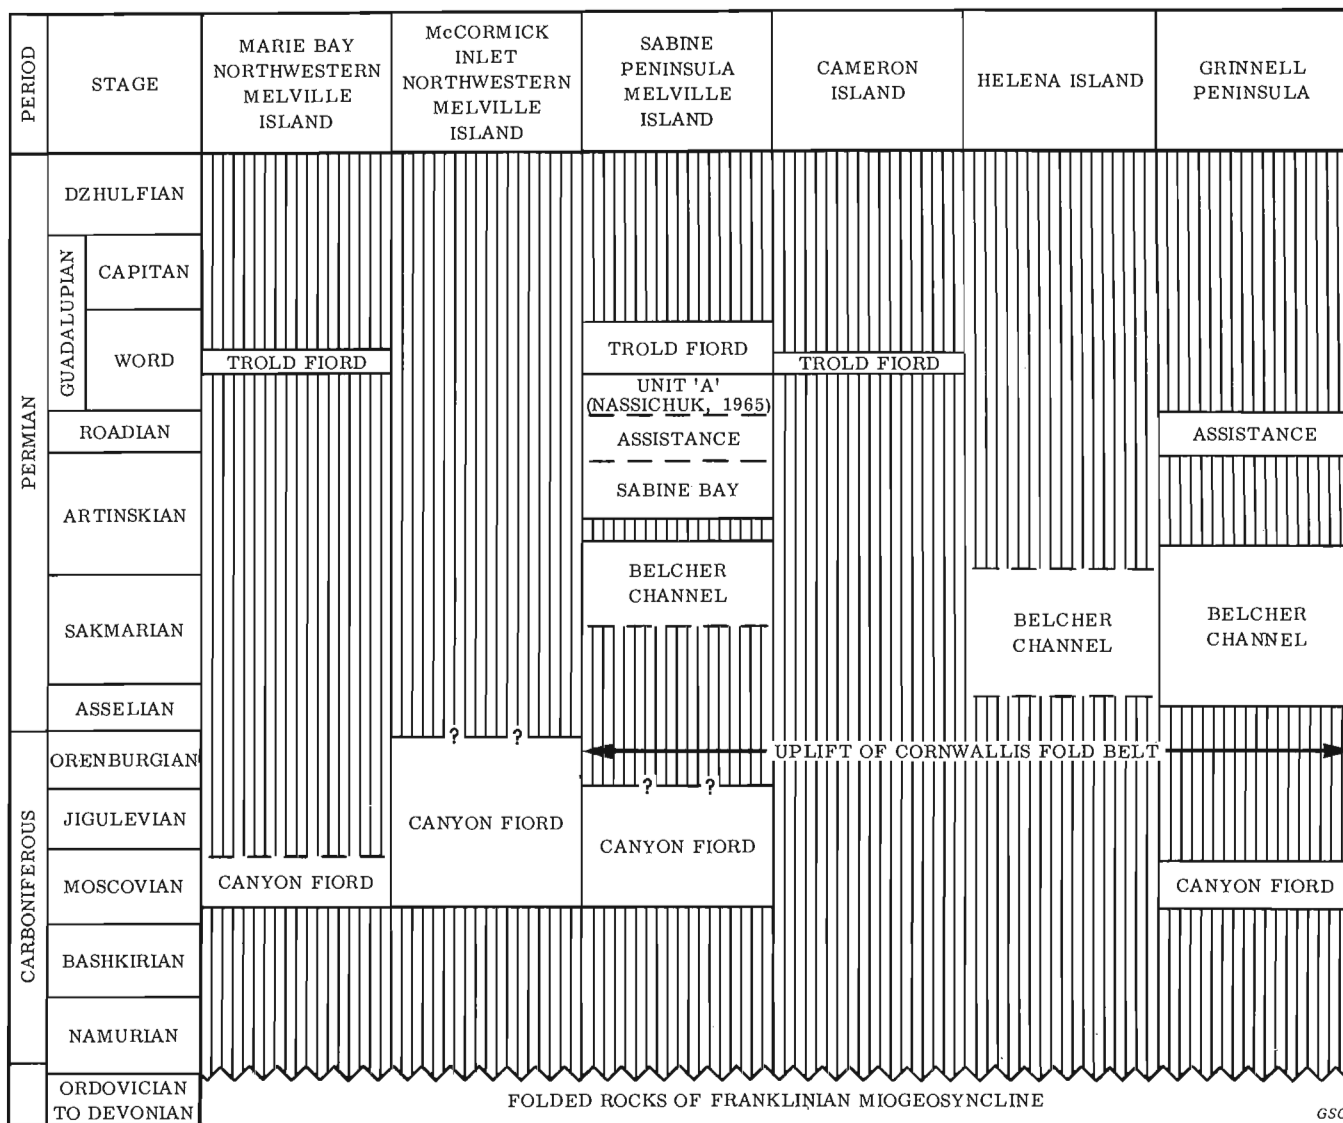 PERIOD
STAGE
MARIE BAY
NORTHWESTERN
MELVILLE
ISLAND
McCORMICK
INLET
NORTHWESTERN
MELVILLE
ISLAND
SABINE
PENINSULA
MELVILLE
ISLAND
CAMERON
ISLAND
HELENA ISLAND
GRINNELL
PENINSULA
PERMIAN
DZHULFIAN
GUADALUPIAN
CAPITAN
WORD
TROLD FIORD
TROLD FIORD
TROLD FIORD
UNIT 'A'
(NASSICHUK, 1965)
ROADIAN
ASSISTANCE
ASSISTANCE
ARTINSKIAN
SABINE BAY
BELCHER
CHANNEL
SAKMARIAN
BELCHER
CHANNEL
BELCHER
CHANNEL
ASSELIAN
CARBONIFEROUS
ORENBURGIAN
? ?
UPLIFT OF CORNWALLIS FOLD BELT
? ?
JIGULEVIAN
CANYON FIORD
CANYON FIORD
MOSCOVIAN
CANYON FIORD
CANYON FIORD
BASHKIRIAN
NAMURIAN
ORDOVICIAN
TO DEVONIAN
FOLDED ROCKS OF FRANKLINIAN MIOGEOSYNCLINE
GSC